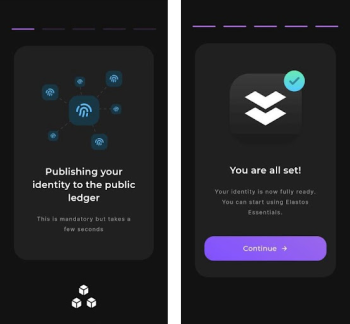 Publishing your
identity to the public
ledger
This is mandatory but takes a
few seconds
You are all set!
Your identity is now fully ready.
You can start using Elastos
Essentials.
Continue →